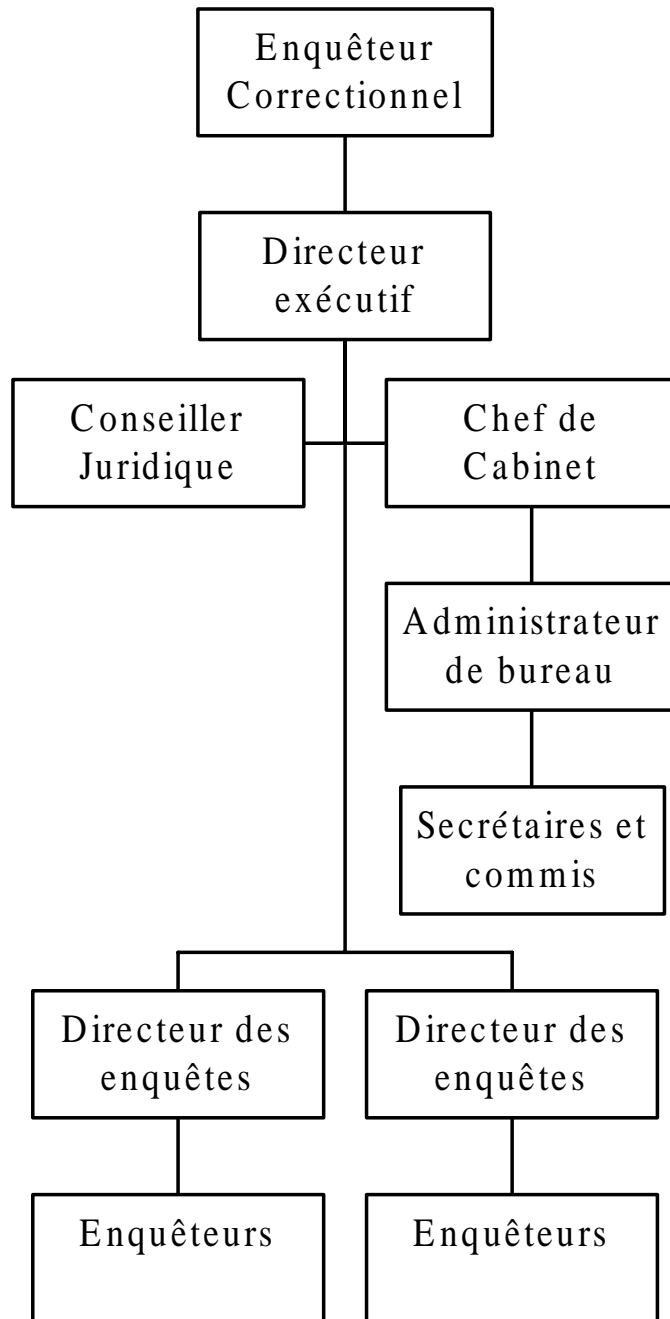 Enquêteur
Correctionnel
Directeur
exécutif
Conseiller
Juridique
Chef de
Cabinet
Administrateur
de bureau
Secrétaires et
commis
Directeur des
enquêtes
Directeur des
enquêtes
Enquêteurs
Enquêteurs